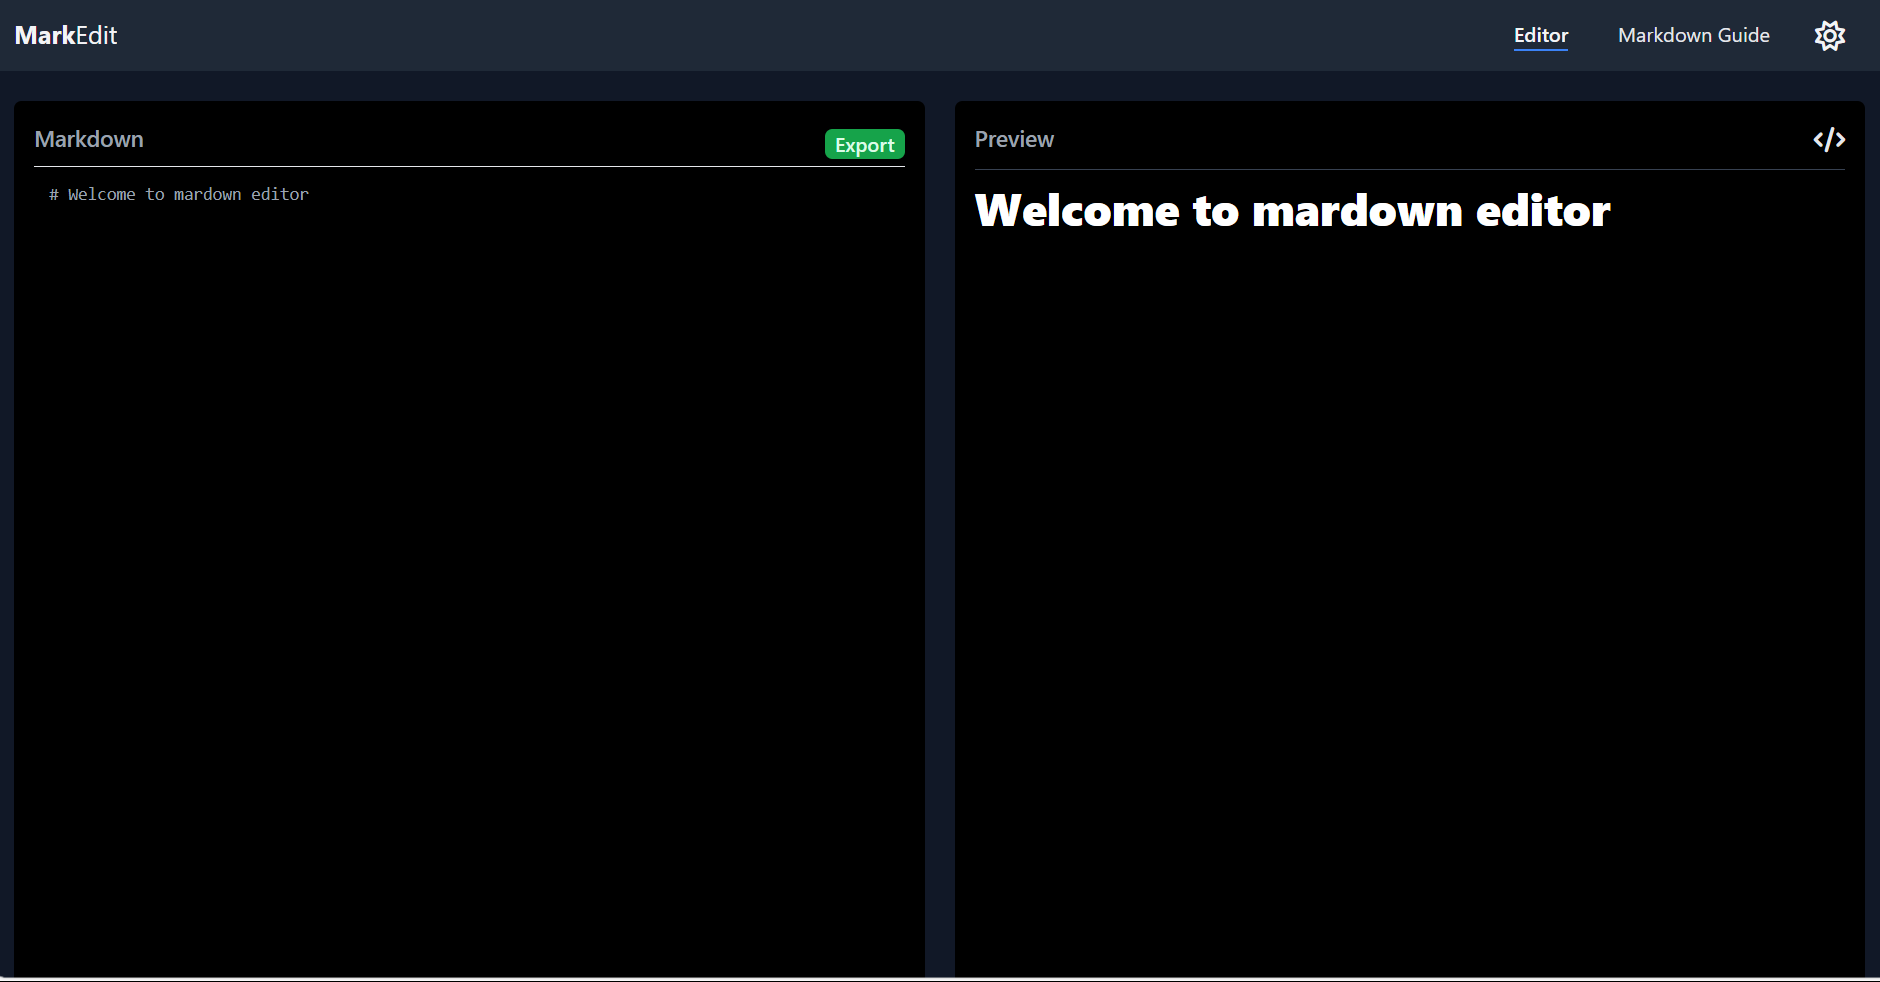 MarkEdit
Editor
Markdown Guide
Markdown
Export
# Welcome to mardown editor
Preview
</>
Welcome to mardown editor